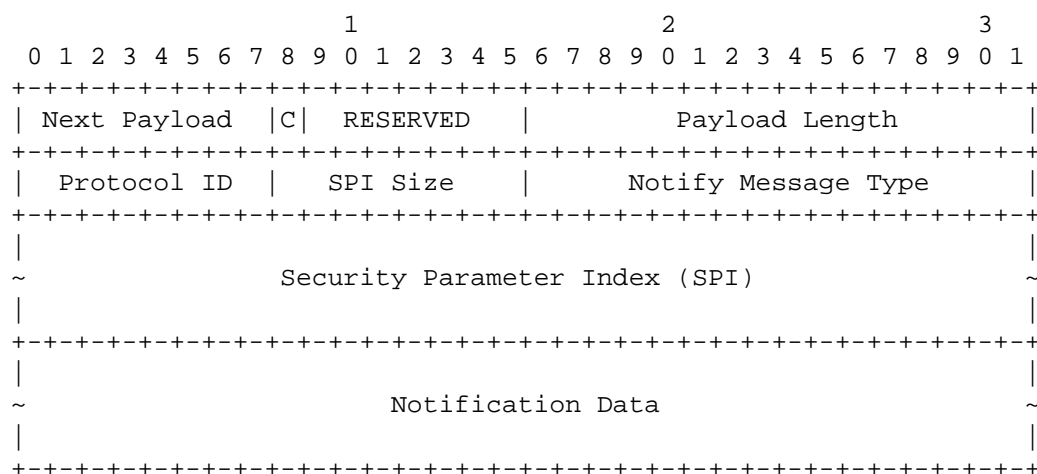 1                   2                   3
 0 1 2 3 4 5 6 7 8 9 0 1 2 3 4 5 6 7 8 9 0 1 2 3 4 5 6 7 8 9 0 1
+-+-+-+-+-+-+-+-+-+-+-+-+-+-+-+-+-+-+-+-+-+-+-+-+-+-+-+-+-+-+-+-+
| Next Payload  |C|  RESERVED   |         Payload Length        |
+-+-+-+-+-+-+-+-+-+-+-+-+-+-+-+-+-+-+-+-+-+-+-+-+-+-+-+-+-+-+-+-+
|  Protocol ID  |   SPI Size    |      Notify Message Type      |
+-+-+-+-+-+-+-+-+-+-+-+-+-+-+-+-+-+-+-+-+-+-+-+-+-+-+-+-+-+-+-+-+
|                                                               |
~                Security Parameter Index (SPI)                 ~
|                                                               |
+-+-+-+-+-+-+-+-+-+-+-+-+-+-+-+-+-+-+-+-+-+-+-+-+-+-+-+-+-+-+-+-+
|                                                               |
~                       Notification Data                       ~
|                                                               |
+-+-+-+-+-+-+-+-+-+-+-+-+-+-+-+-+-+-+-+-+-+-+-+-+-+-+-+-+-+-+-+-+